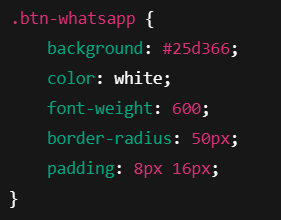 .btn-whatsapp {
    background: #25d366;
    color: white;
    font-weight: 600;
    border-radius: 50px;
    padding: 8px 16px;
}